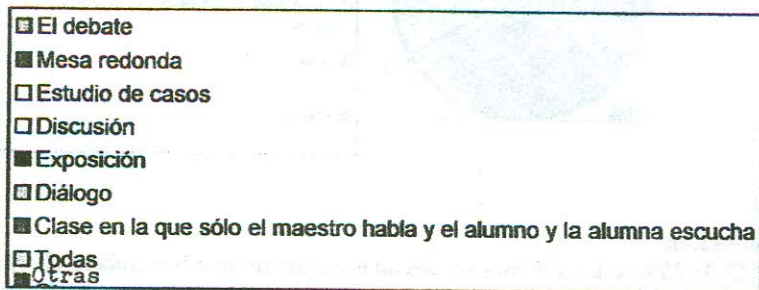 El debate
Mesa redonda
Estudio de casos
Discusión
Exposición
Diálogo
Clase en la que sólo el maestro habla y el alumno y la alumna escucha
Todas
Otras